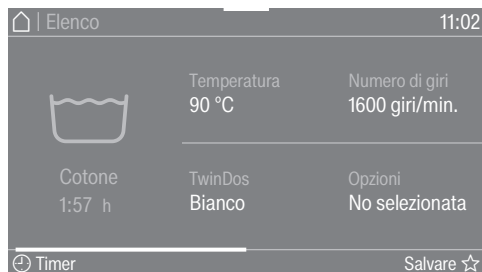 | Elenco 11:02
Temperatura Numero di giri
90 °C 1600 giri/min.
Cotone TwinDos Opzioni
1:57 h Bianco No selezionata
Timer Salvare